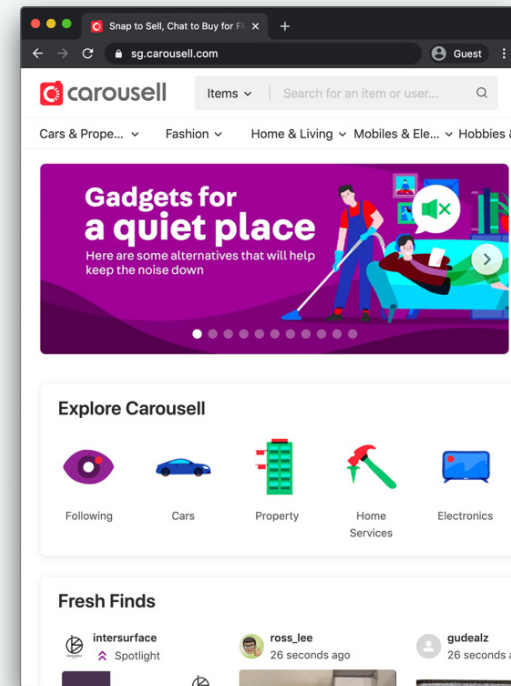 Snap to Sell, Chat to Buy for F
sg.carousell.com
Guest
carousell
Items
Search for an item or user...
Cars & Prope...
Fashion
Home & Living
Mobiles & Ele...
Hobbies &
Gadgets for
a quiet place
Here are some alternatives that will help
keep the noise down
Explore Carousell
Following
Cars
Property
Home
Services
Electronics
Fresh Finds
intersurface
Spotlight
ross_lee
26 seconds ago
gudealz
26 seconds a